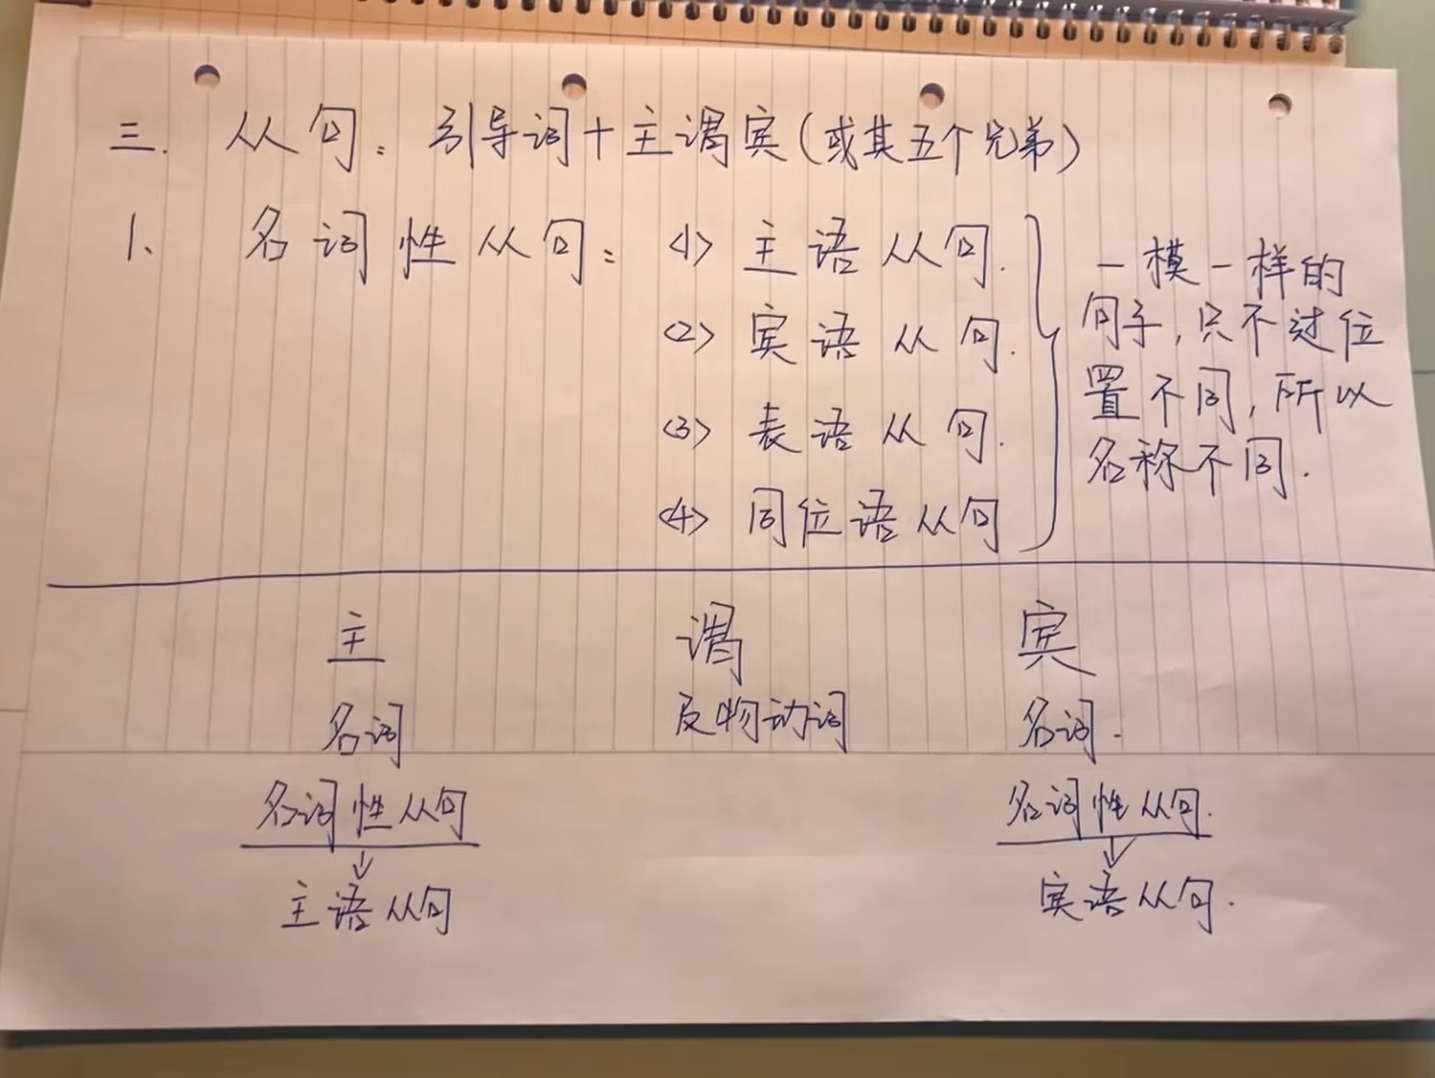 三. 从句: 引导词+主谓宾(或其五个兄弟)
1、 名词性从句: <1> 主语从句.
<2> 宾语从句.
<3> 表语从句.
<4> 同位语从句
一模一样的
句子,只不过位
置不同,所以
名称不同.
主 谓 宾
名词 及物动词 名词.
名词性从句 名词性从句.
↓ ↓
主语从句 宾语从句.